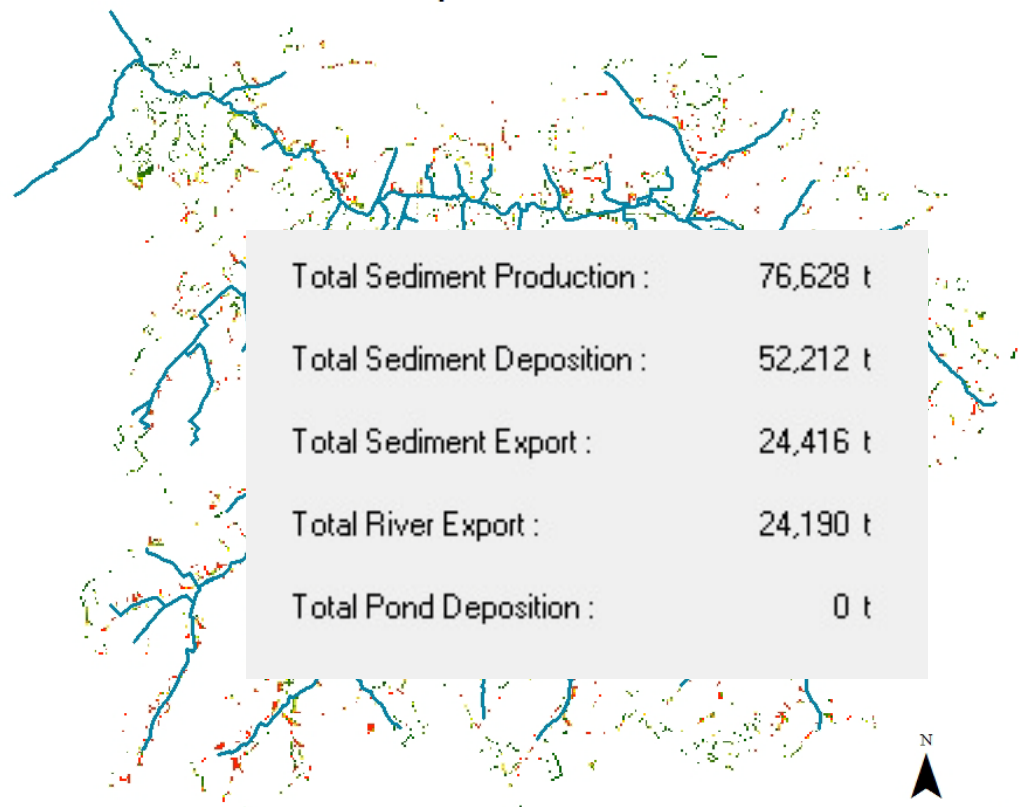 Total Sediment Production : 76,628 t
Total Sediment Deposition : 52,212 t
Total Sediment Export : 24,416 t
Total River Export : 24,190 t
Total Pond Deposition : 0 t
N